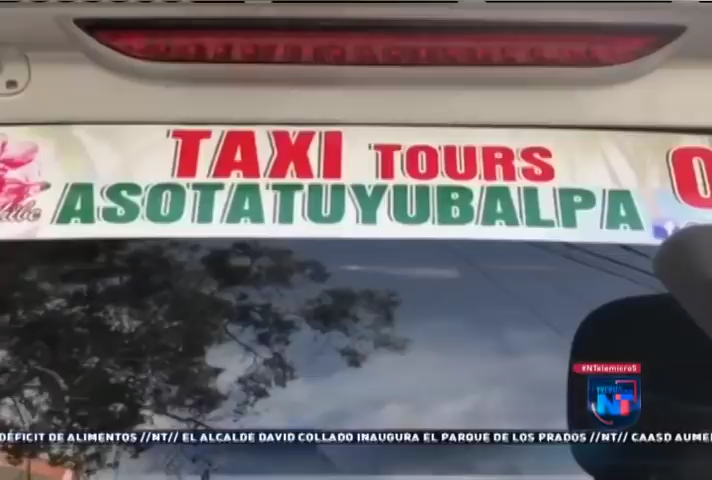 TAXI TOURS
ASOTATUYUBALPA
#NTelemicro5
NT
DÉFICIT DE ALIMENTOS //NT// EL ALCALDE DAVID COLLADO INAUGURA EL PARQUE DE LOS PRADOS //NT// CAASD AUME